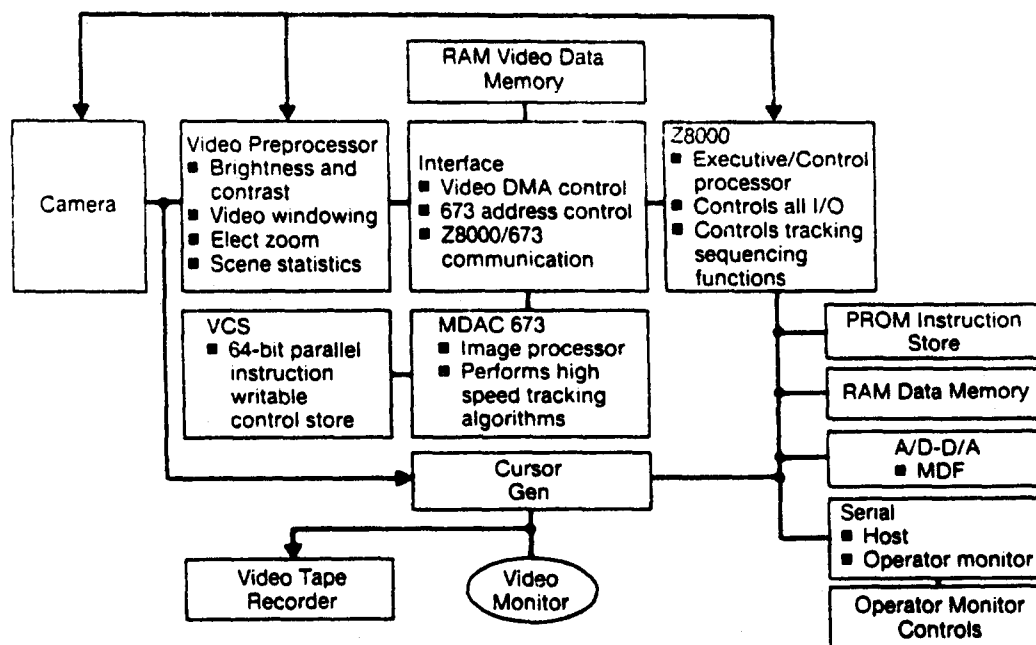 RAM Video Data
Memory
Camera
Video Preprocessor
■ Brightness and
contrast
■ Video windowing
■ Elect zoom
■ Scene statistics
Interface
■ Video DMA control
■ 673 address control
■ Z8000/673
communication
Z8000
■ Executive/Control
processor
■ Controls all I/O
■ Controls tracking
sequencing
functions
VCS
■ 64-bit parallel
instruction
writable
control store
MDAC 673
■ Image processor
■ Performs high
speed tracking
algorithms
PROM Instruction
Store
RAM Data Memory
A/D-D/A
■ MDF
Cursor
Gen
Serial
■ Host
■ Operator monitor
Video Tape
Recorder
Video
Monitor
Operator Monitor
Controls